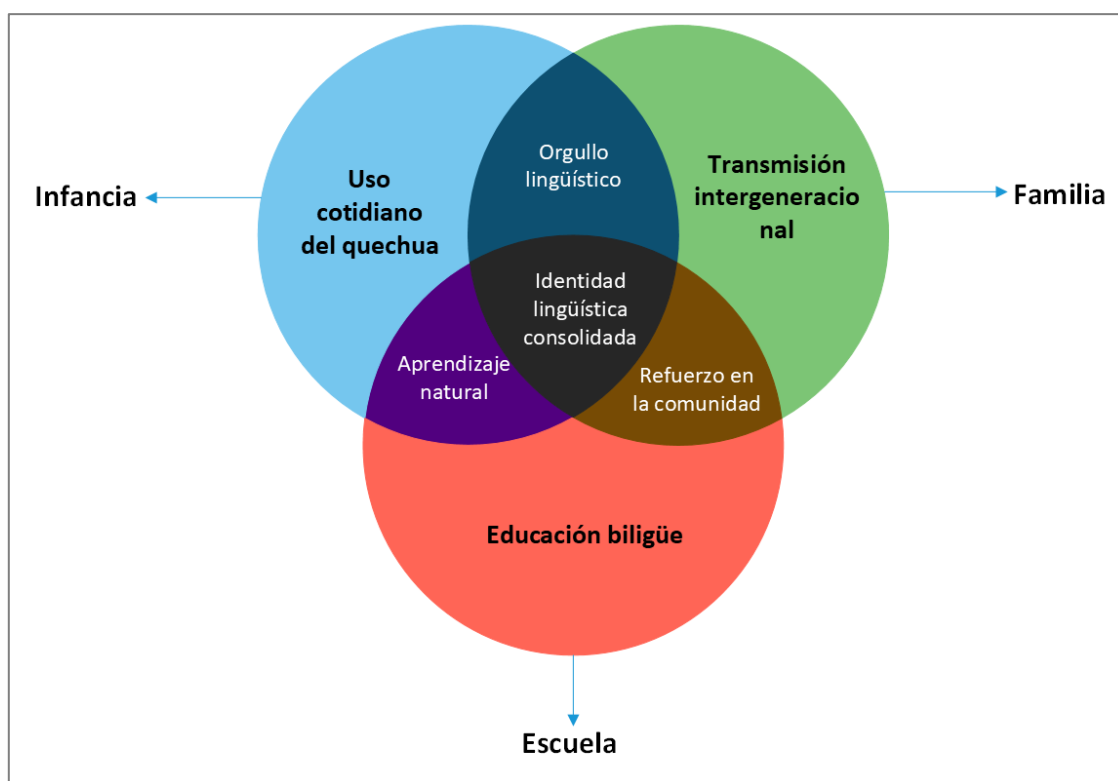 Orgullo
lingüístico
Uso
cotidiano
del quechua
Transmisión
intergeneracio
nal
Infancia
Familia
Identidad
lingüística
consolidada
Aprendizaje
natural
Refuerzo en
la comunidad
Educación biligüe
Escuela